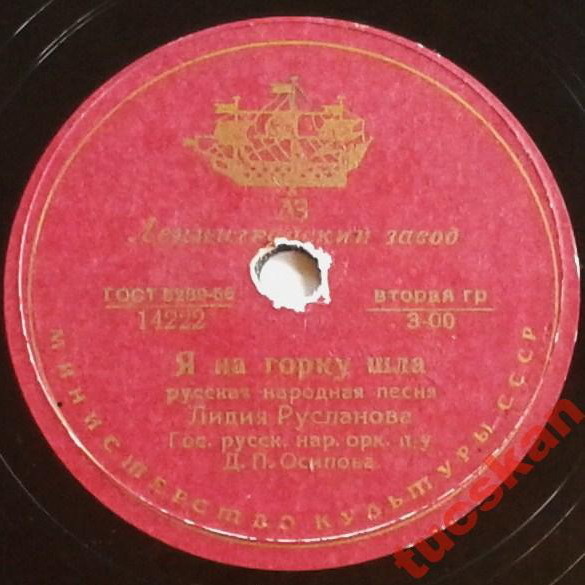 ЛЗ
Ленинградский завод
ГОСТ 5289-56
14222
вторая гр
3-00
Я на горку шла
русская народная песня
Лидия Русланова
Гос. русск. нар. орк. п/у
Д. П. Осипова
МИНИСТЕРСТВО КУЛЬТУРЫ СССР
tucskan